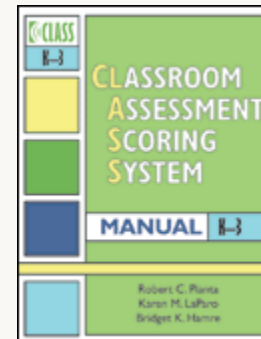 CLASS
K–3
CLASSROOM
ASSESSMENT
SCORING
SYSTEM
MANUAL K–3
Robert C. Pianta
Karen M. LaParo
Bridget K. Hamre